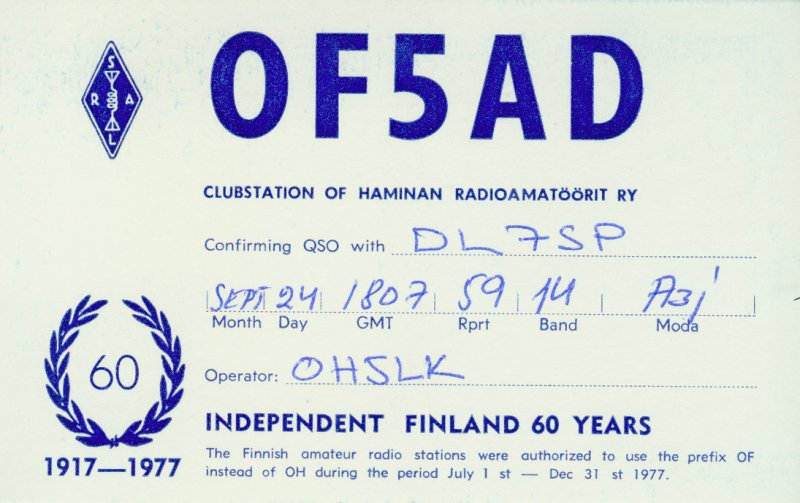 OF5AD
S
R A
L
CLUBSTATION OF HAMINAN RADIOAMATÖÖRIT RY
Confirming QSO with DL7SP
SEPT 24 1807 59 14 A3j
Month Day GMT Rprt Band Moda
Operator: OH5LK
60
INDEPENDENT FINLAND 60 YEARS
1917—1977
The Finnish amateur radio stations were authorized to use the prefix OF
instead of OH during the period July 1 st — Dec 31 st 1977.